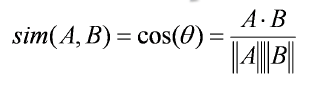 sim(A, B) = cos(θ) = A · B / ‖A‖‖B‖